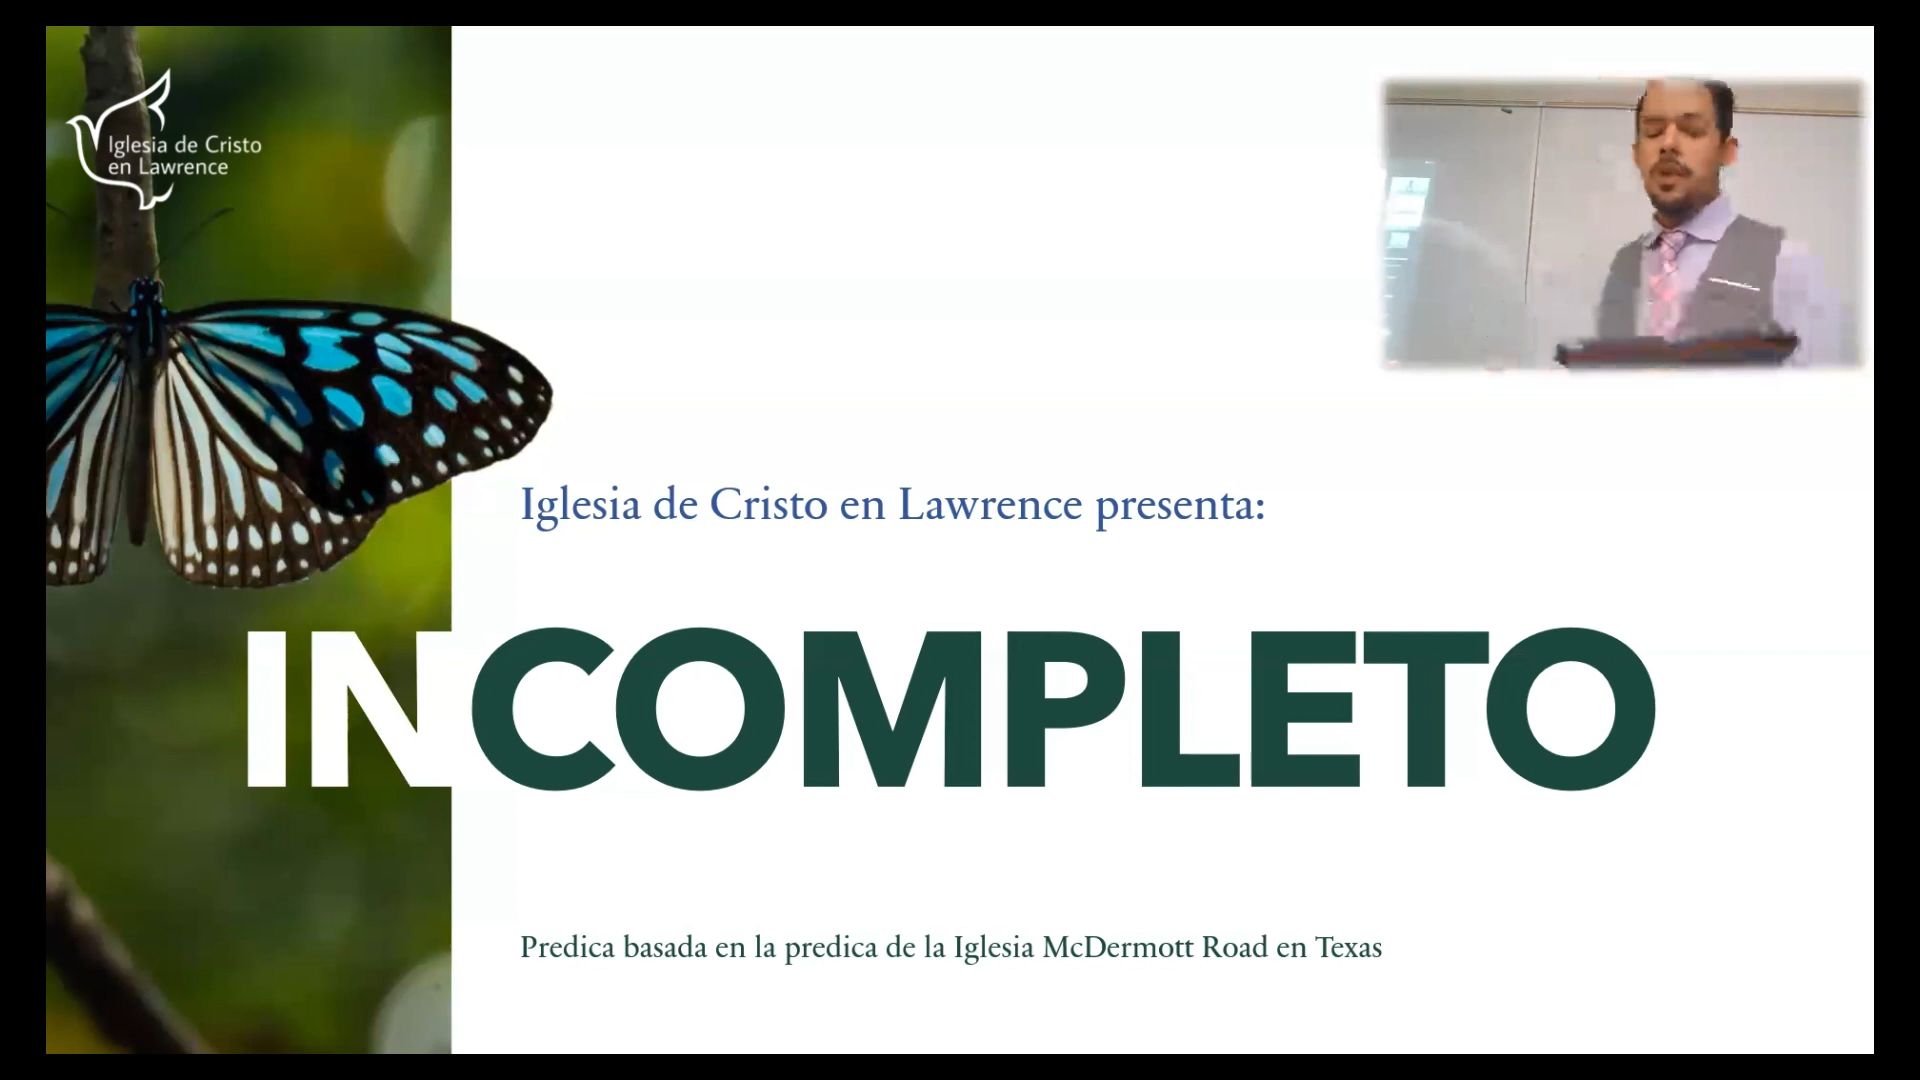 Iglesia de Cristo
en Lawrence
Iglesia de Cristo en Lawrence presenta:
INCOMPLETO
Predica basada en la predica de la Iglesia McDermott Road en Texas